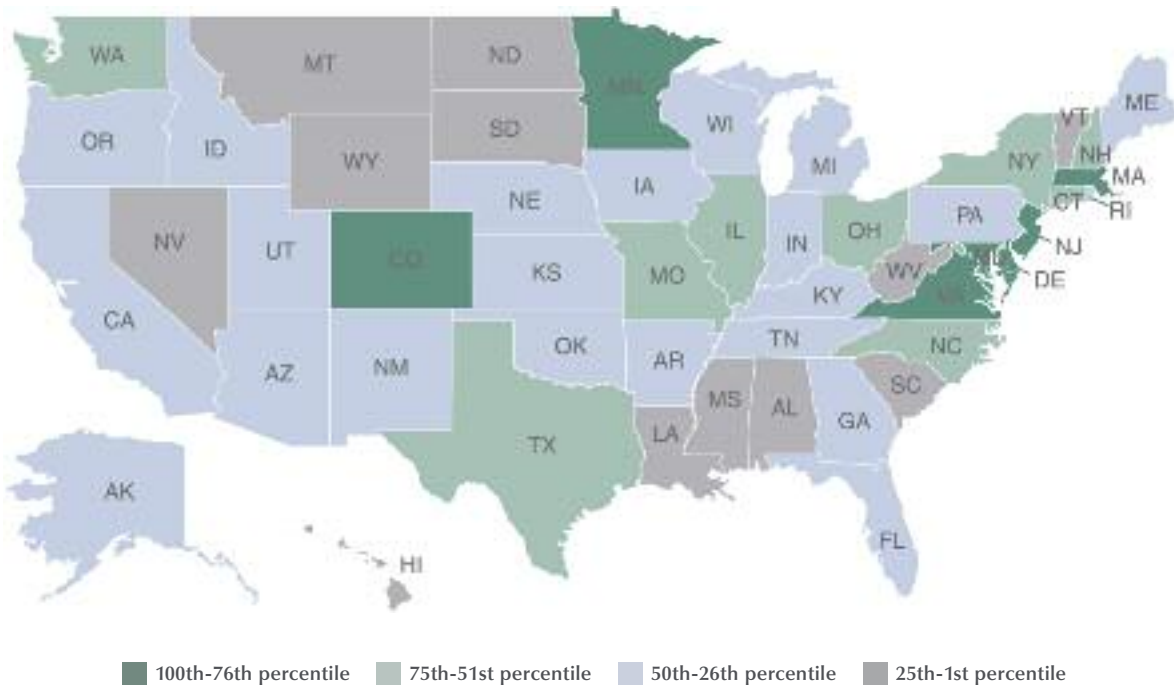 WA
MT
ND
MN
ME
OR
ID
SD
WI
VT
NH
NY
WY
MI
MA
IA
RI
CT
NE
PA
NV
UT
CO
IL
IN
OH
NJ
KS
MO
WV
MD
DE
KY
VA
CA
AZ
NM
OK
AR
TN
NC
MS
AL
SC
GA
LA
TX
AK
FL
HI
100th-76th percentile 75th-51st percentile 50th-26th percentile 25th-1st percentile